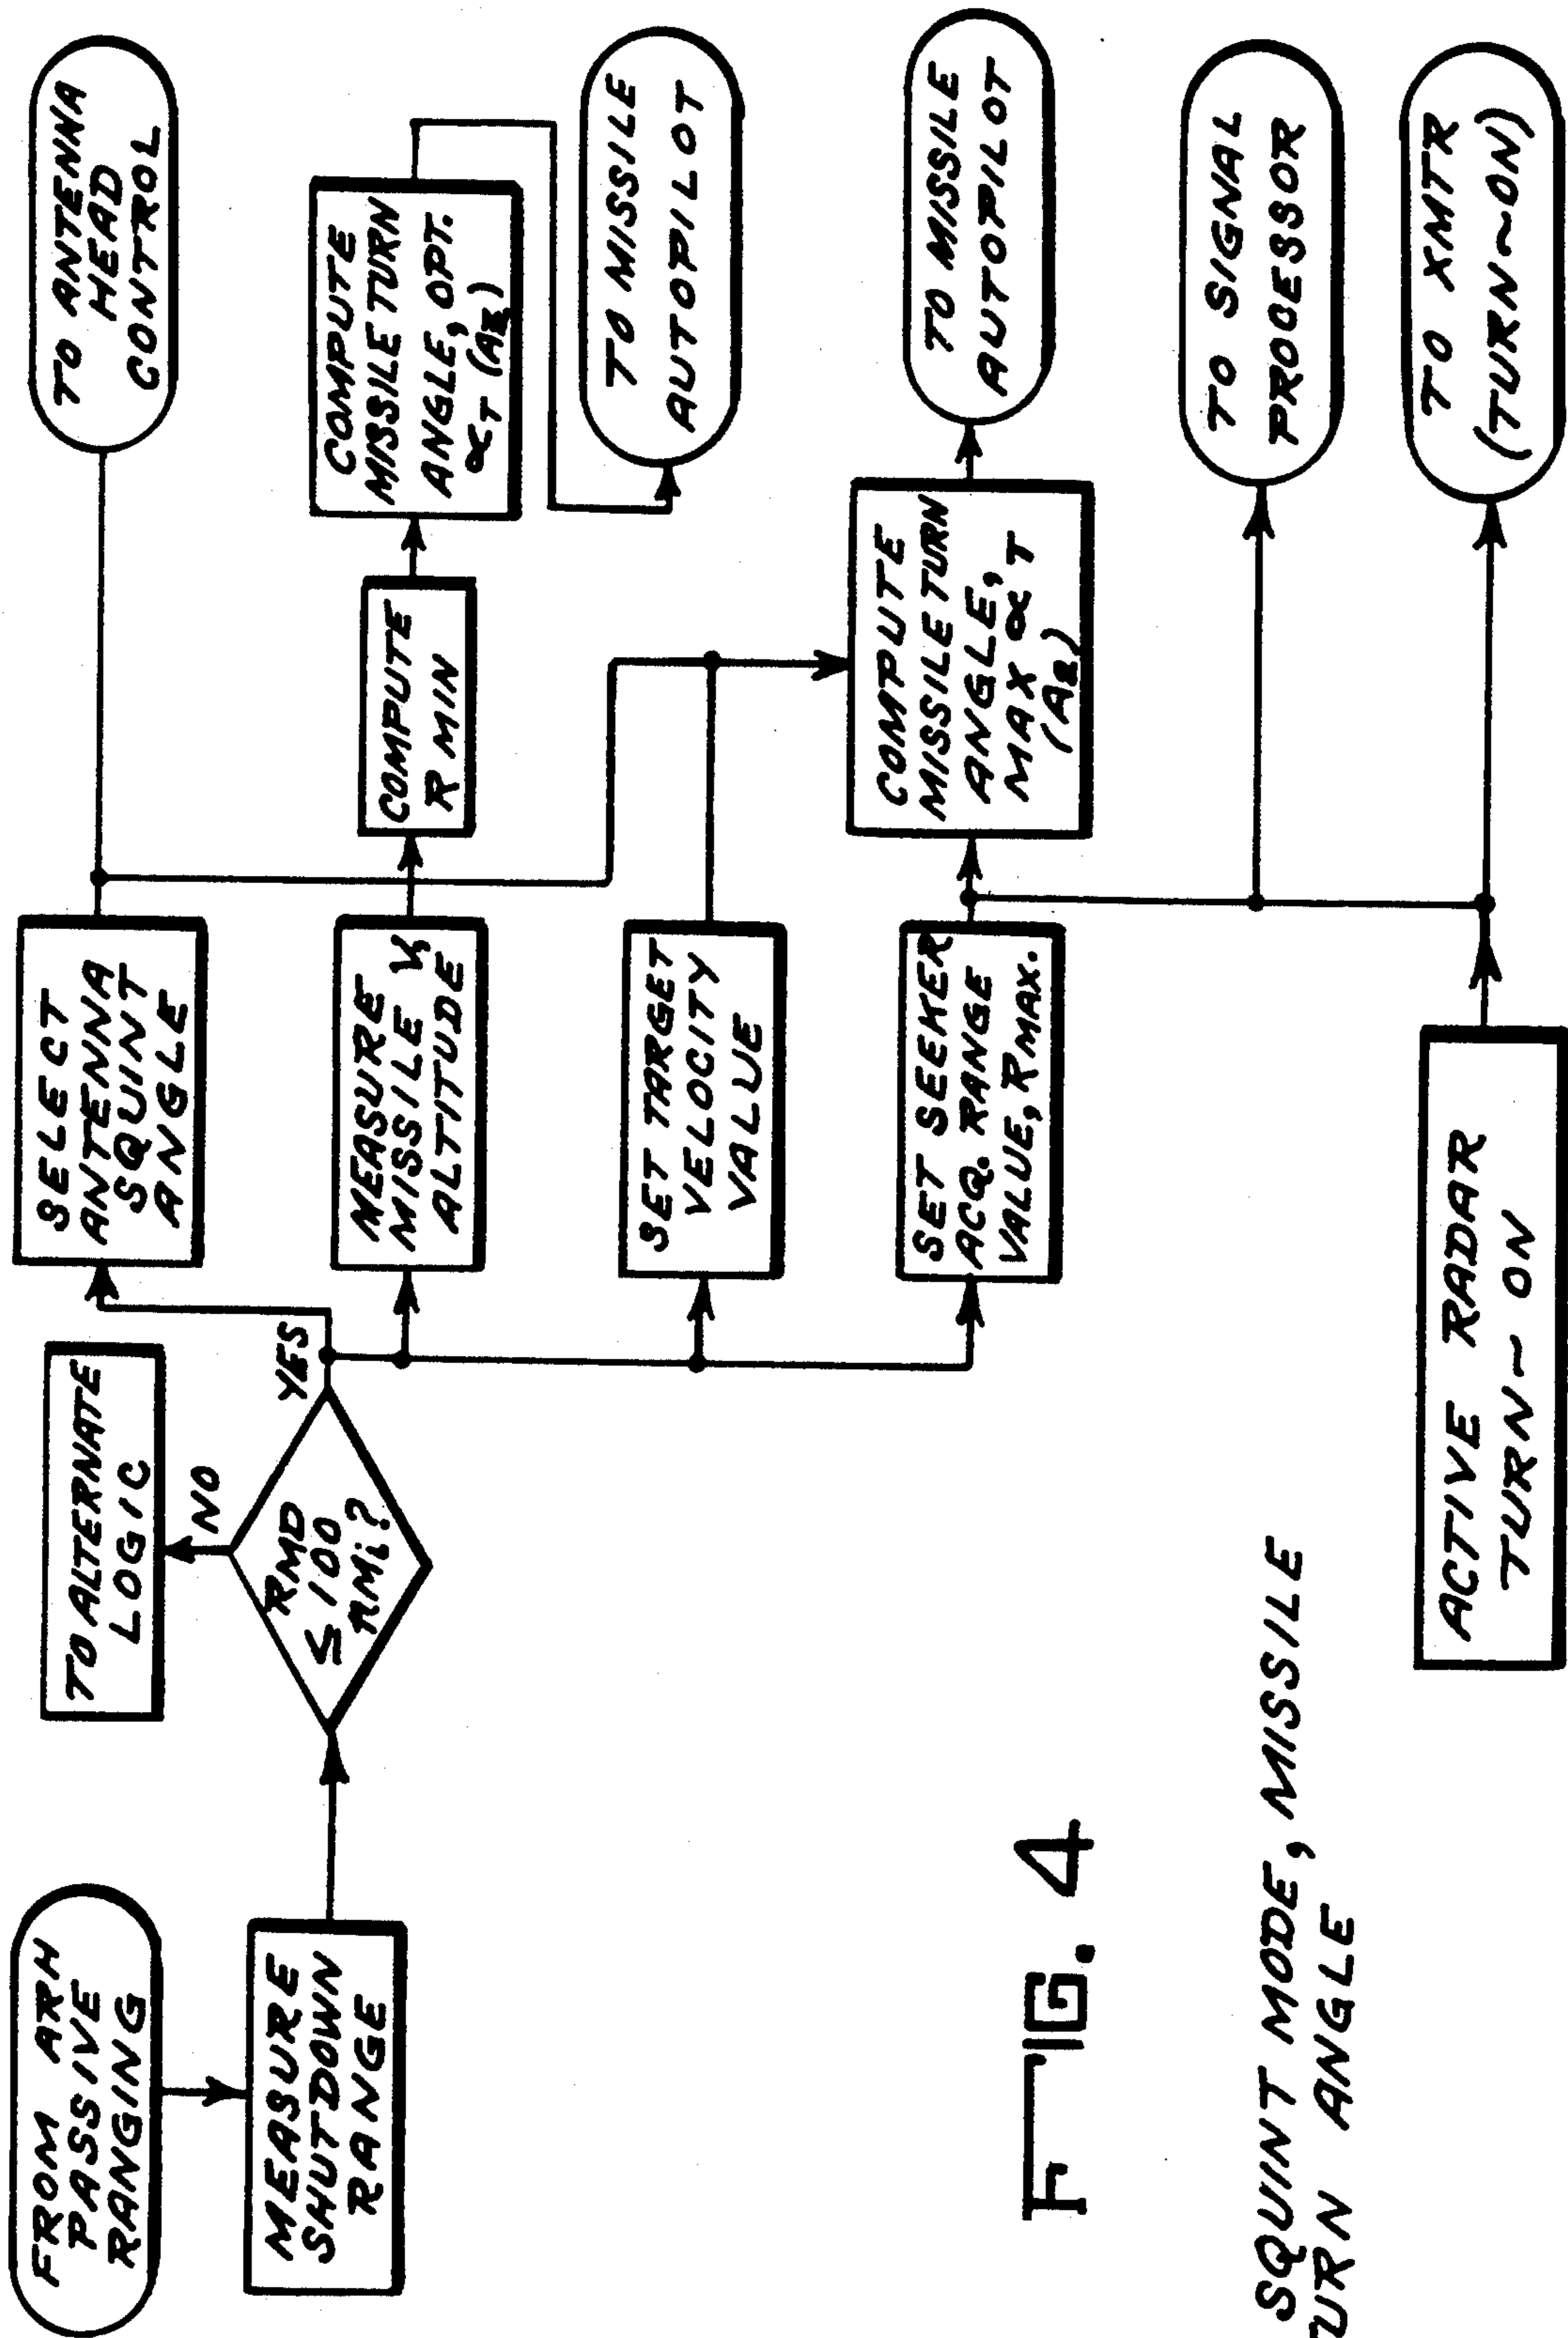 FROM ARH
PASSIVE
RANGING
MEASURE
SHUTDOWN
RANGE
RMD
≤ 100
nmi?
NO
YES
TO ALTERNATE
LOGIC
SELECT
ANTENNA
SQUINT
ANGLE
TO ANTENNA
HEAD
CONTROL
MEASURE
MISSILE V,
ALTITUDE
COMPUTE
R MIN
COMPUTE
MISSILE TURN
ANGLE, OPT.
∝T (Az)
TO MISSILE
AUTOPILOT
SET TARGET
VELOCITY
VALUE
SET SEEKER
ACQ. RANGE
VALUE, RMAX.
COMPUTE
MISSILE TURN
ANGLE,
MAX ∝ T
(Az)
TO MISSILE
AUTOPILOT
TO SIGNAL
PROCESSOR
ACTIVE RADAR
TURN~ON
TO XMTR
(TURN~ON)
FIG. 4
SQUINT MODE, MISSILE
URN ANGLE